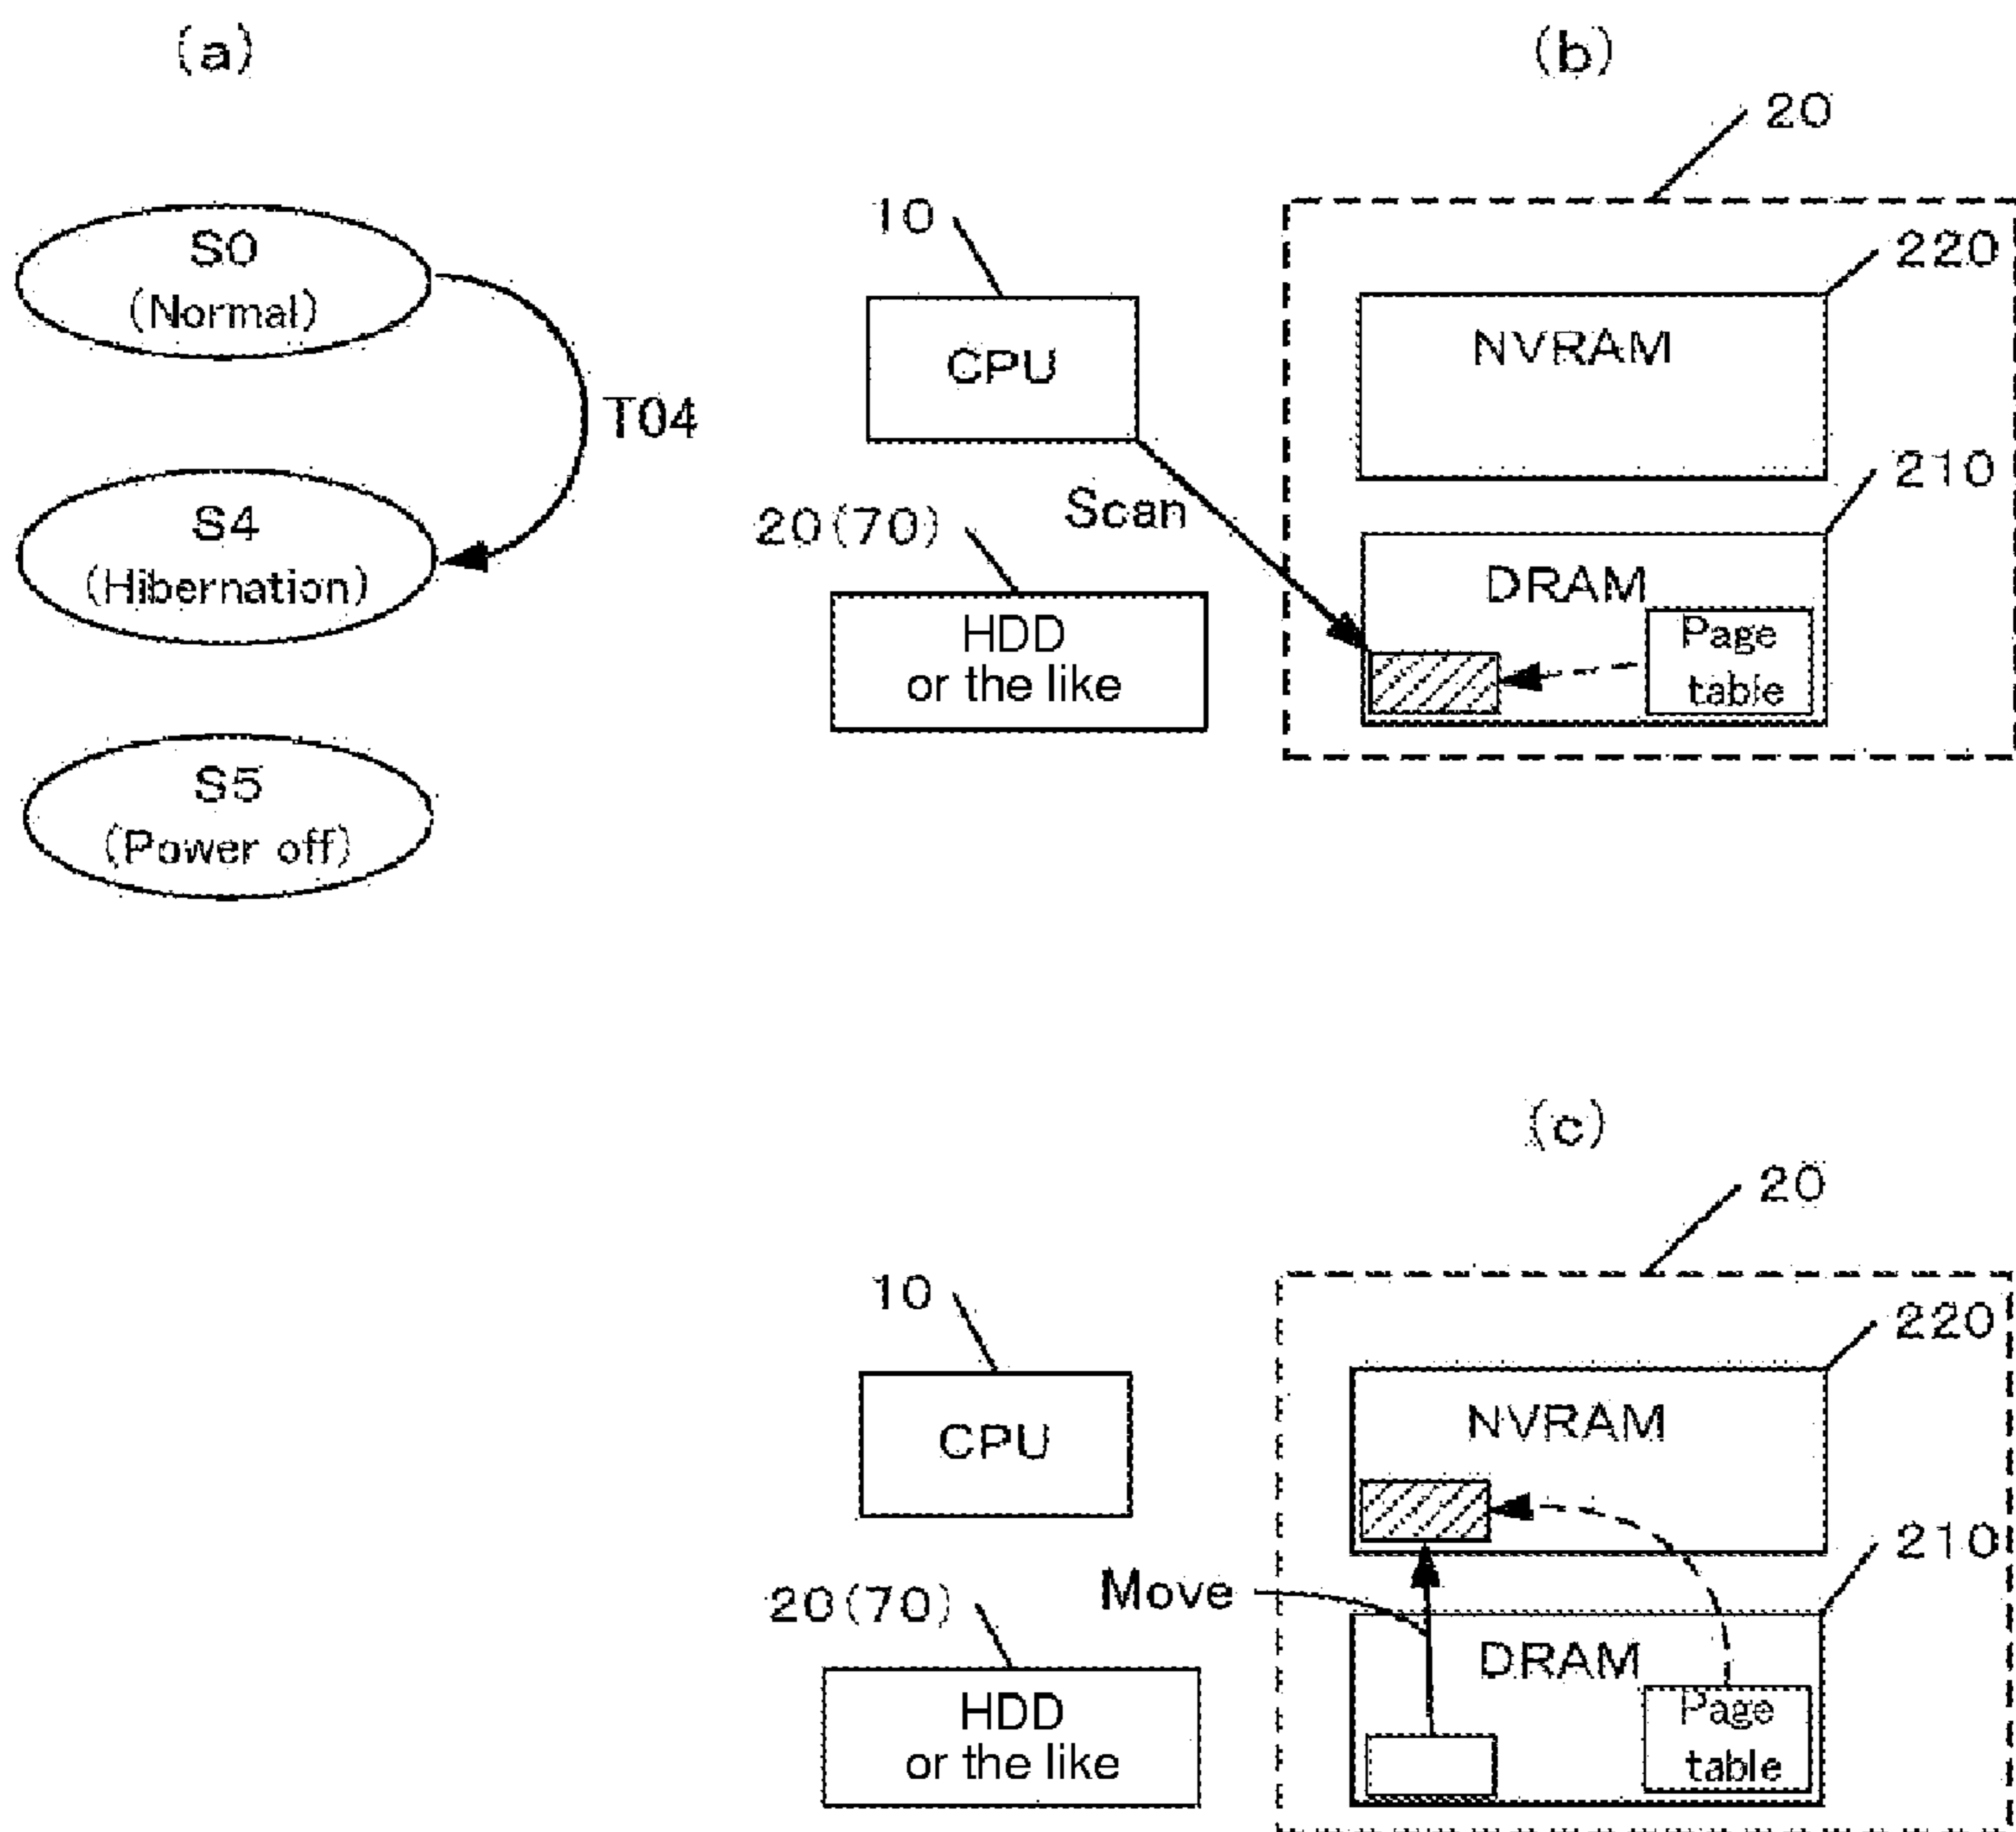 (a)
S0
(Normal)
T04
S4
(Hibernation)
S5
(Power off)
(b)
20
10
220
CPU
NVRAM
210
Scan
20(70)
DRAM
HDD
or the like
Page
table
(c)
20
10
220
CPU
NVRAM
210
Move
20(70)
DRAM
HDD
or the like
Page
table